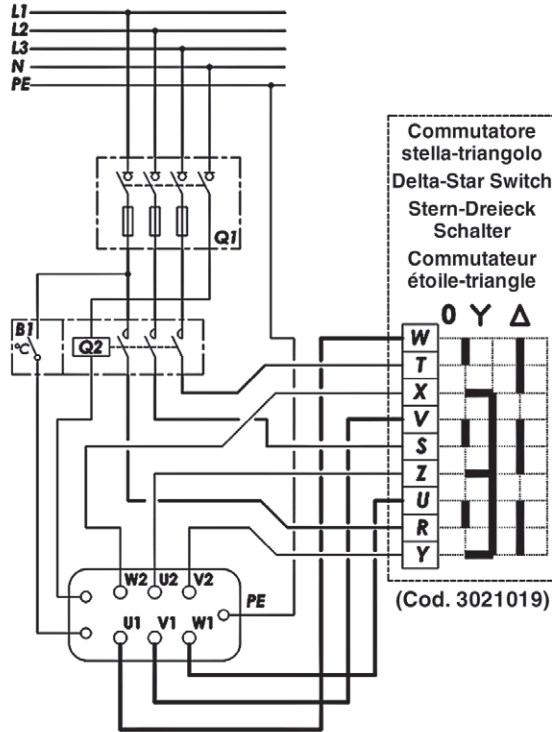 L1
L2
L3
N
PE
Commutatore
stella-triangolo
Delta-Star Switch
Stern-Dreieck
Schalter
Commutateur
étoile-triangle
Q1
B1
°C
Q2
0 Y Δ
W
T
X
V
S
Z
U
R
Y
(Cod. 3021019)
W2 U2 V2
PE
U1 V1 W1